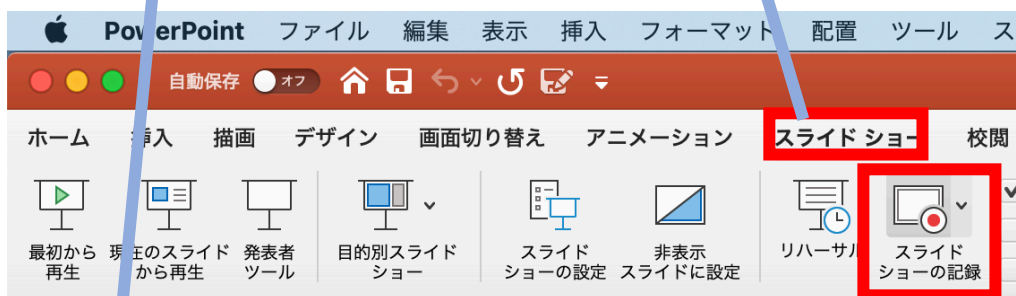 PowerPoint ファイル 編集 表示 挿入 フォーマット 配置 ツール ス
自動保存 オフ
ホーム 挿入 描画 デザイン 画面切り替え アニメーション スライド ショー 校閲
最初から
再生
現在のスライド
から再生
発表者
ツール
目的別スライド
ショー
スライド
ショーの設定
非表示
スライドに設定
リハーサル
スライド
ショーの記録